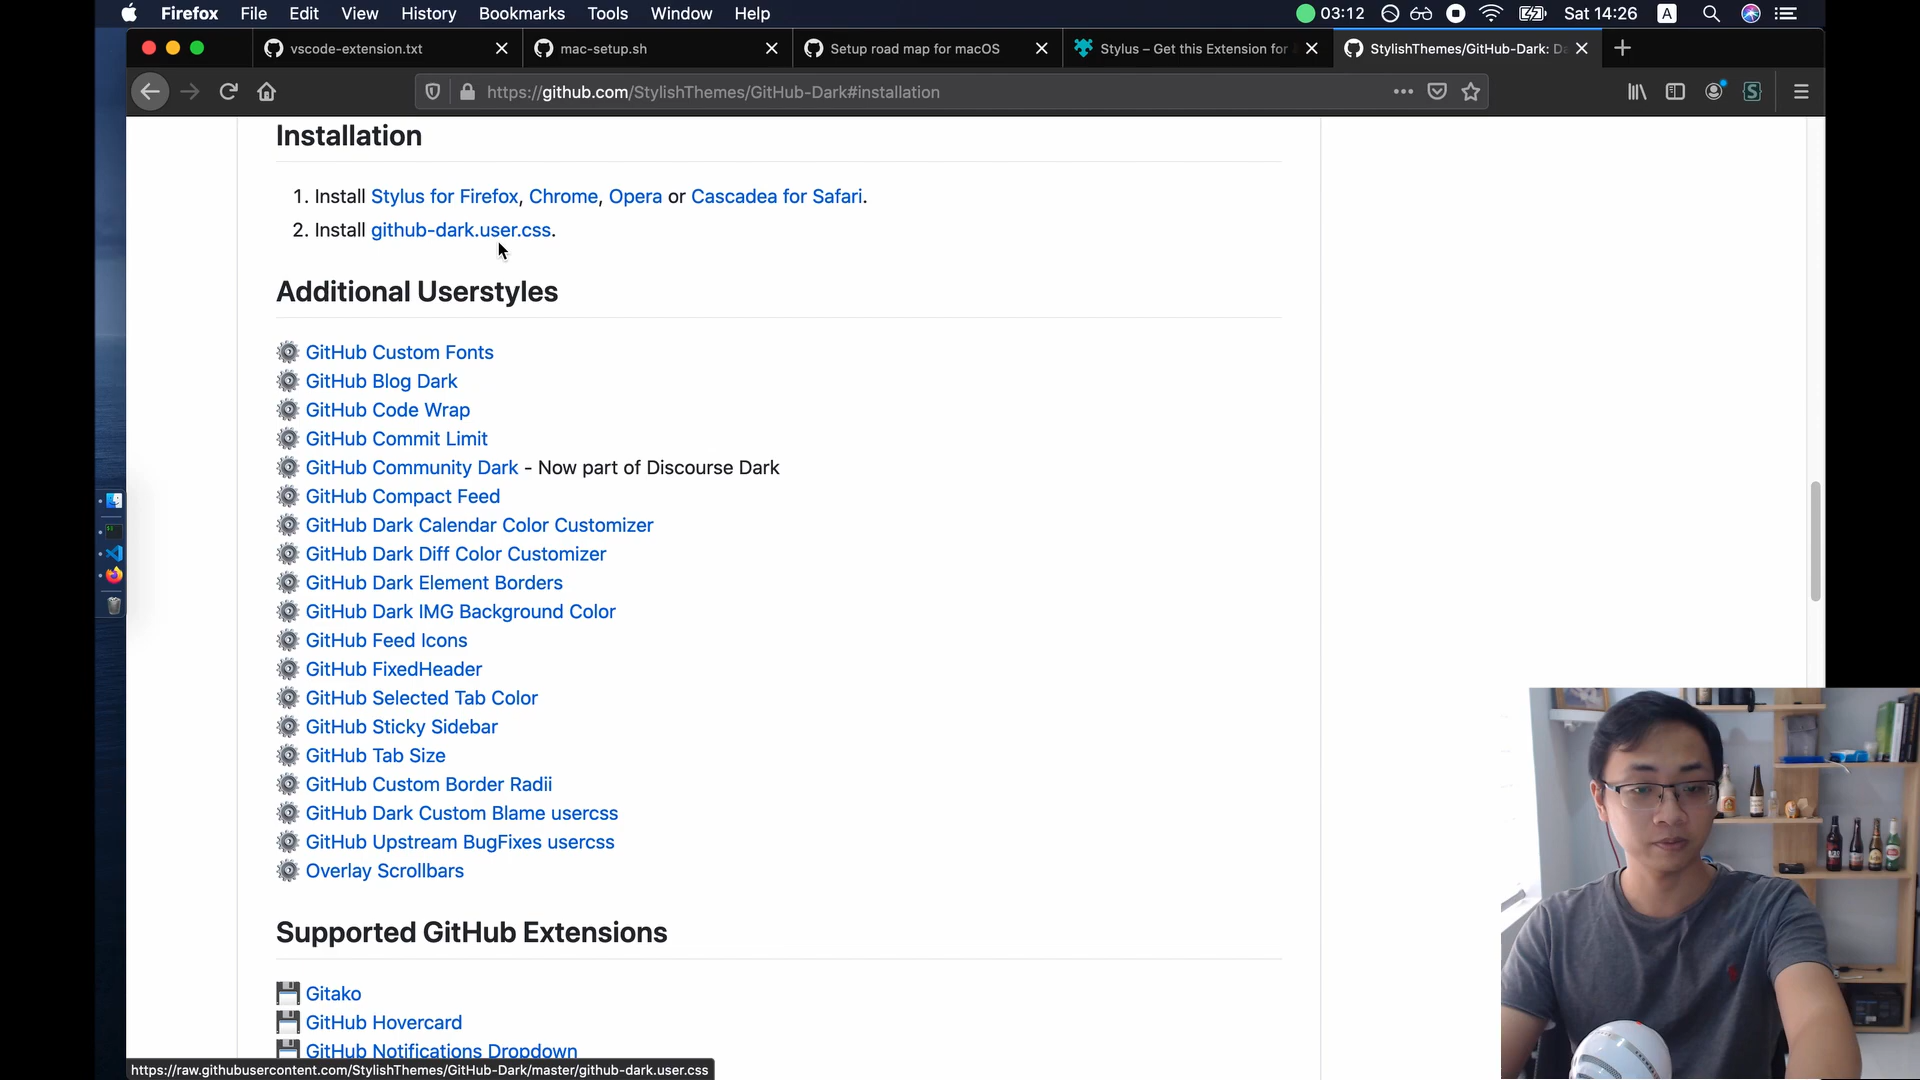 Firefox File Edit View History Bookmarks Tools Window Help 03:12 Sat 14:26 A
vscode-extension.txt mac-setup.sh Setup road map for macOS Stylus – Get this Extension for StylishThemes/GitHub-Dark: D
https://github.com/StylishThemes/GitHub-Dark#installation
Installation
1. Install Stylus for Firefox, Chrome, Opera or Cascadea for Safari.
2. Install github-dark.user.css.
Additional Userstyles
GitHub Custom Fonts
GitHub Blog Dark
GitHub Code Wrap
GitHub Commit Limit
GitHub Community Dark - Now part of Discourse Dark
GitHub Compact Feed
GitHub Dark Calendar Color Customizer
GitHub Dark Diff Color Customizer
GitHub Dark Element Borders
GitHub Dark IMG Background Color
GitHub Feed Icons
GitHub FixedHeader
GitHub Selected Tab Color
GitHub Sticky Sidebar
GitHub Tab Size
GitHub Custom Border Radii
GitHub Dark Custom Blame usercss
GitHub Upstream BugFixes usercss
Overlay Scrollbars
Supported GitHub Extensions
Gitako
GitHub Hovercard
GitHub Notifications Dropdown
https://raw.githubusercontent.com/StylishThemes/GitHub-Dark/master/github-dark.user.css